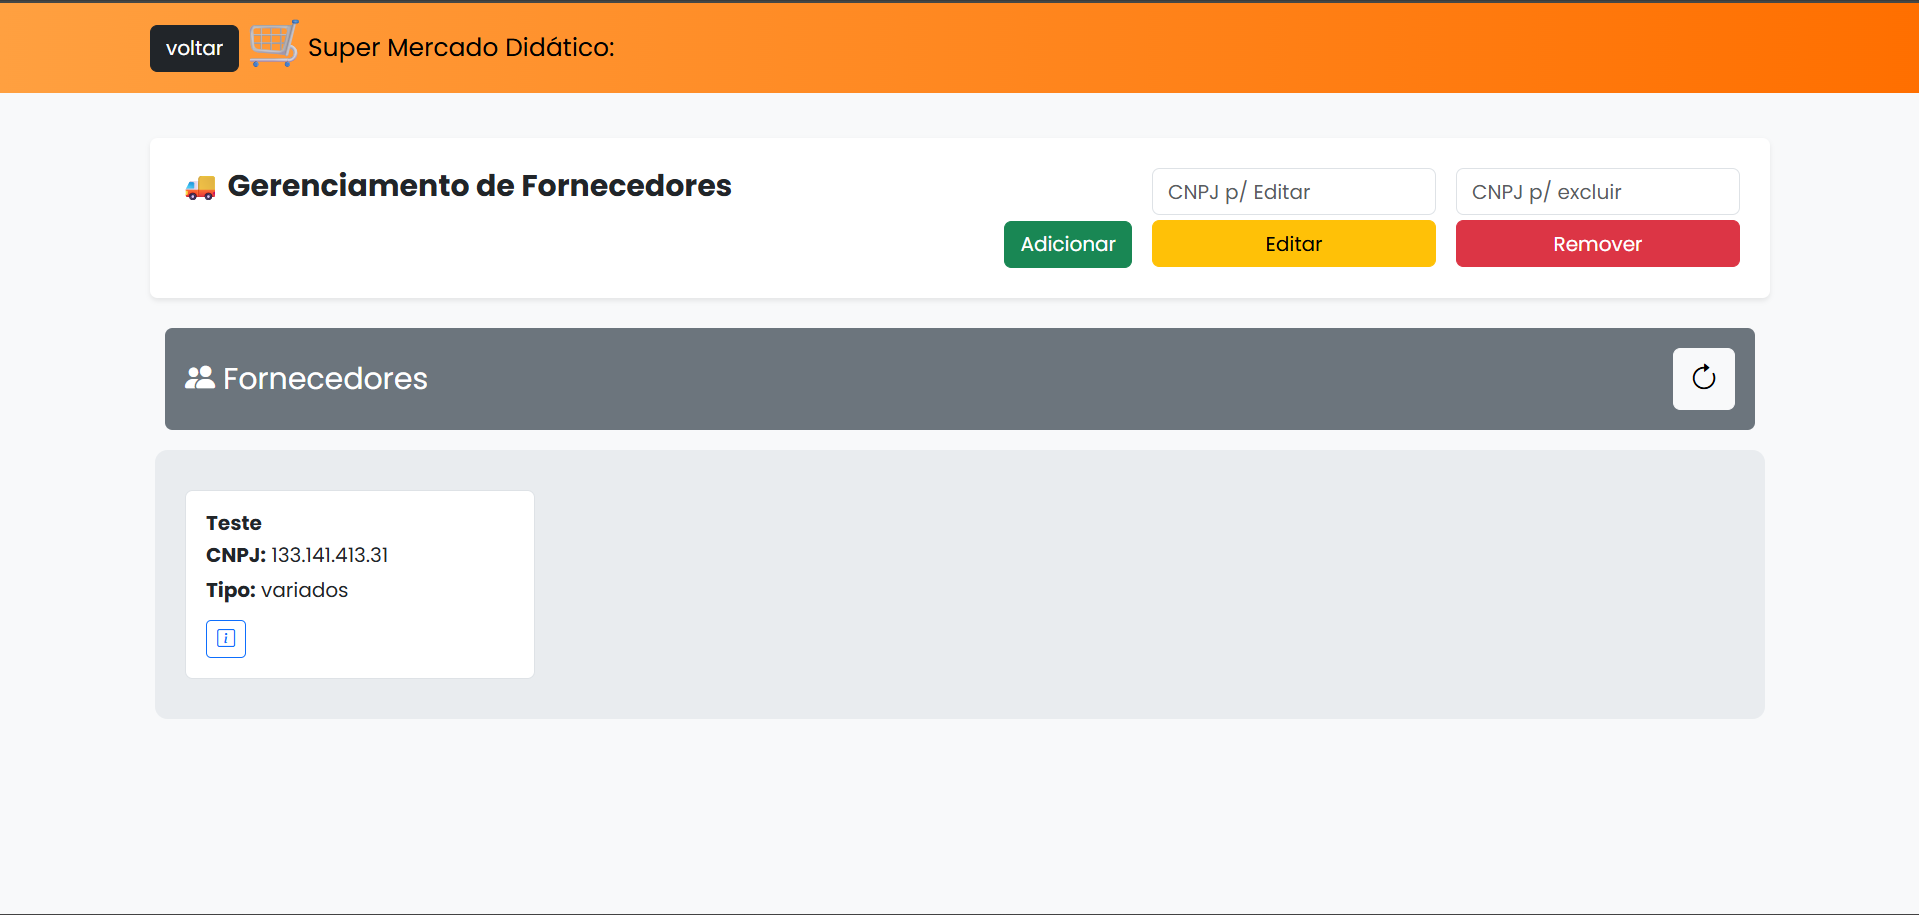 voltar
Super Mercado Didático:
Gerenciamento de Fornecedores
CNPJ p/ Editar
CNPJ p/ excluir
Adicionar
Editar
Remover
Fornecedores
Teste
CNPJ: 133.141.413.31
Tipo: variados
i